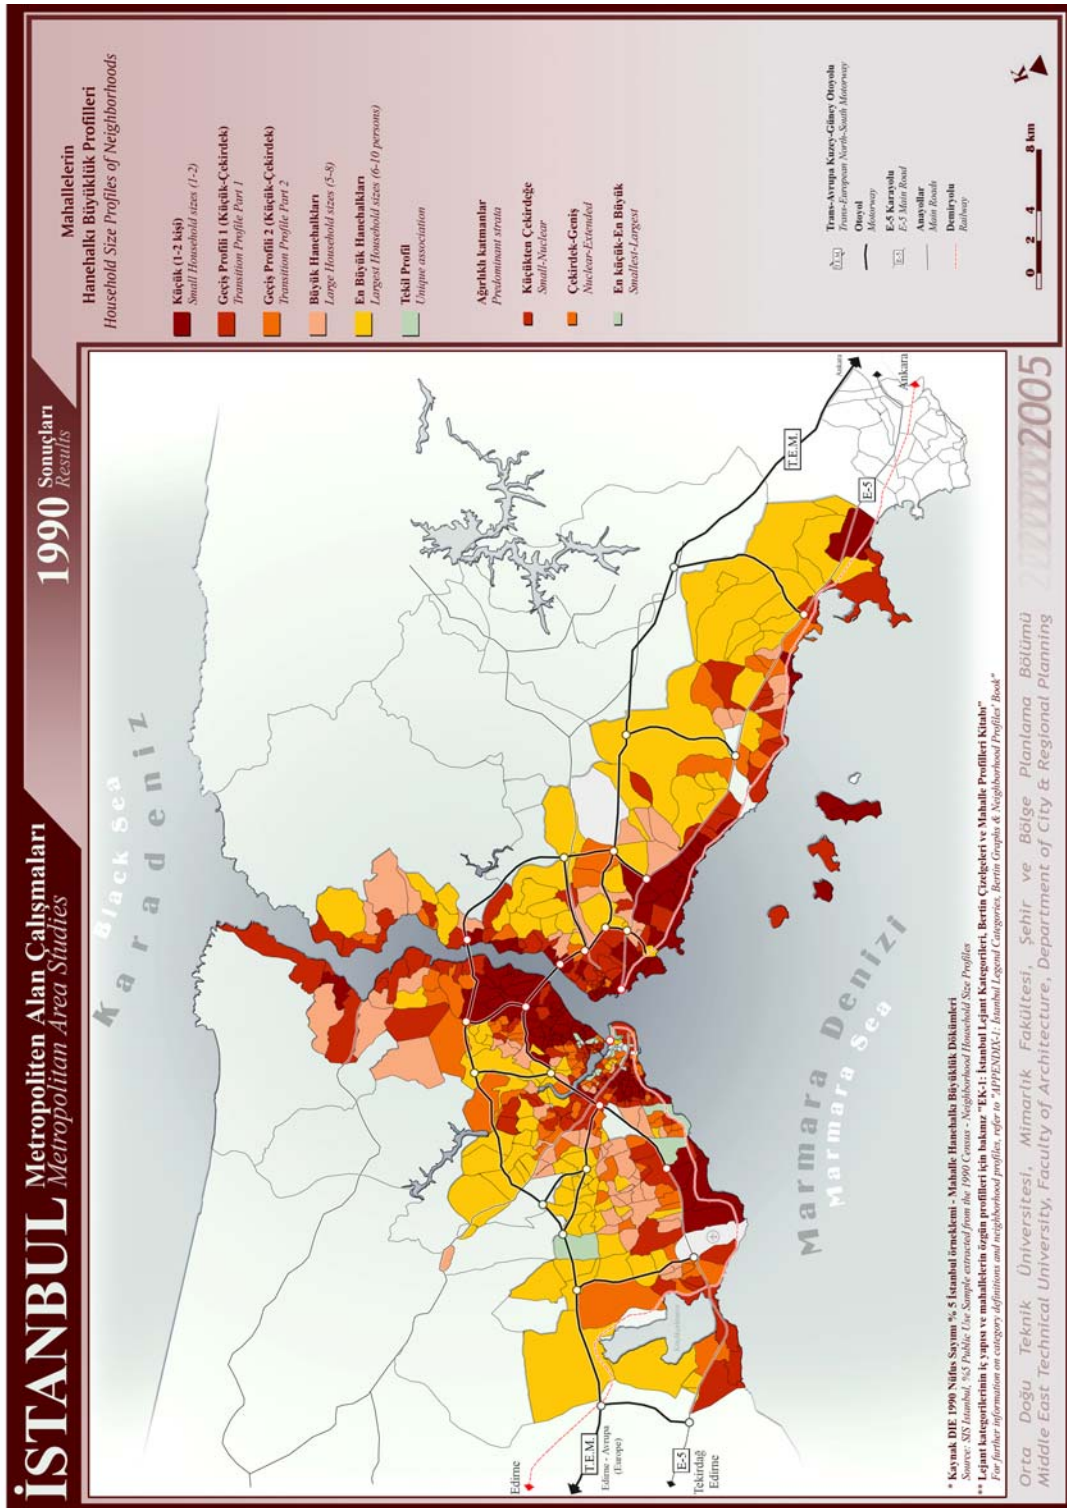 İSTANBUL Metropoliten Alan Çalışmaları
Metropolitan Area Studies
1990 Sonuçları
Results
Mahallelerin
Hanehalkı Büyüklük Profilleri
Household Size Profiles of Neighborhoods
Küçük (1-2 kişi)
Small Household sizes (1-2)
Geçiş Profili 1 (Küçük-Çekirdek)
Transition Profile Part 1
Geçiş Profili 2 (Küçük-Çekirdek)
Transition Profile Part 2
Büyük Hanehalkları
Large Household sizes (5-8)
En Büyük Hanehalkları
Largest Household sizes (6-10 persons)
Tekil Profil
Unique association
Ağırlıklı katmanlar
Predominant strata
Küçükten Çekirdeğe
Small-Nuclear
Çekirdek-Geniş
Nuclear-Extended
En küçük-En Büyük
Smallest-Largest
T.E.M.
Trans-Avrupa Kuzey-Güney Otoyolu
Trans-European North-South Motorway
Otoyol
Motorway
E-5
E-5 Karayolu
E-5 Main Road
Anayollar
Main Roads
Demiryolu
Railway
0 2 4 8 km
K
Black Sea
Karadeniz
Marmara Denizi
Marmara Sea
Edirne
T.E.M.
Edirne - Avrupa
(Europe)
E-5
Tekirdağ
Edirne
T.E.M.
Ankara
E-5
Ankara
* Kaynak DIE 1990 Nüfus Sayımı % 5 İstanbul örneklemi - Mahalle Hanehalkı Büyüklük Dökümleri
Source: SIS Istanbul, %5 Public Use Sample extracted from the 1990 Census - Neighborhood Household Size Profiles
** Lejant kategorilerinin iç yapısı ve mahallelerin özgün profilleri için bakınız "EK-1: İstanbul Lejant Kategorileri, Bertin Çizelgeleri ve Mahalle Profilleri Kitabı"
For further information on category definitions and neighborhood profiles, refer to "APPENDIX-1: İstanbul Legend Categories, Bertin Graphs & Neighborhood Profiles' Book"
Orta Doğu Teknik Üniversitesi, Mimarlık Fakültesi, Şehir ve Bölge Planlama Bölümü
Middle East Technical University, Faculty of Architecture, Department of City & Regional Planning
2005